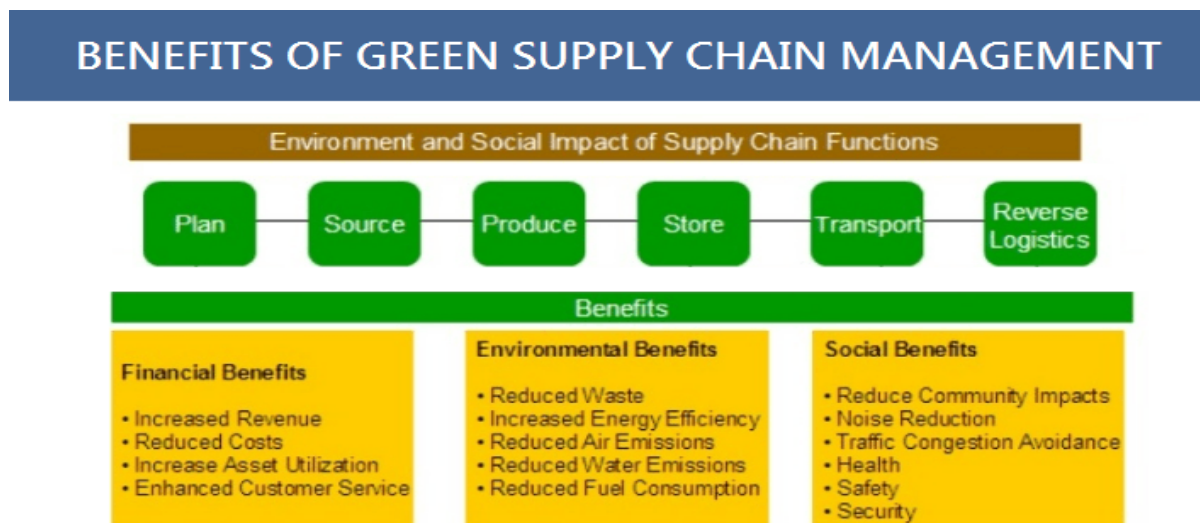 BENEFITS OF GREEN SUPPLY CHAIN MANAGEMENT
Environment and Social Impact of Supply Chain Functions
Plan
Source
Produce
Store
Transport
Reverse
Logistics
Benefits
Financial Benefits
• Increased Revenue
• Reduced Costs
• Increase Asset Utilization
• Enhanced Customer Service
Environmental Benefits
• Reduced Waste
• Increased Energy Efficiency
• Reduced Air Emissions
• Reduced Water Emissions
• Reduced Fuel Consumption
Social Benefits
• Reduce Community Impacts
• Noise Reduction
• Traffic Congestion Avoidance
• Health
• Safety
• Security